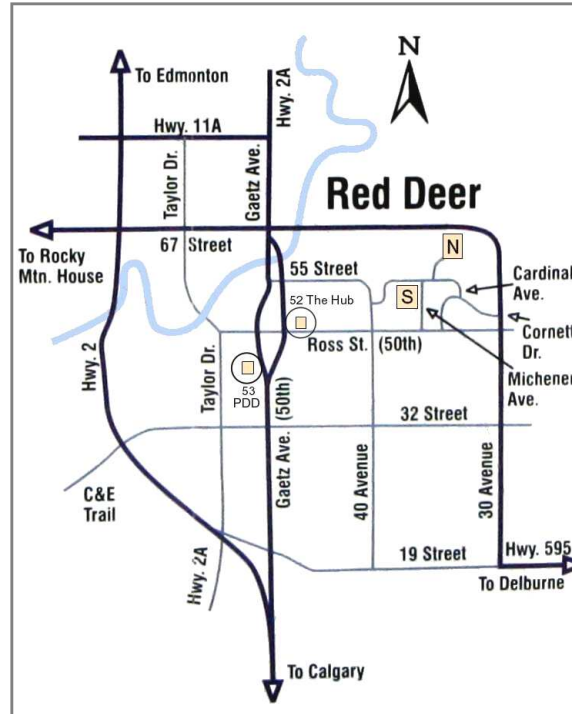 N
To Edmonton
Hwy. 2A
Hwy. 11A
Taylor Dr.
Gaetz Ave.
Red Deer
67 Street
To Rocky
Mtn. House
N
55 Street
S
Cardinal
Ave.
52 The Hub
Ross St. (50th)
Cornett
Dr.
Michener
Ave.
Hwy. 2
Taylor Dr.
53
PDD
Gaetz Ave. (50th)
32 Street
C&E
Trail
40 Avenue
30 Avenue
Hwy. 2A
19 Street
Hwy. 595
To Delburne
To Calgary